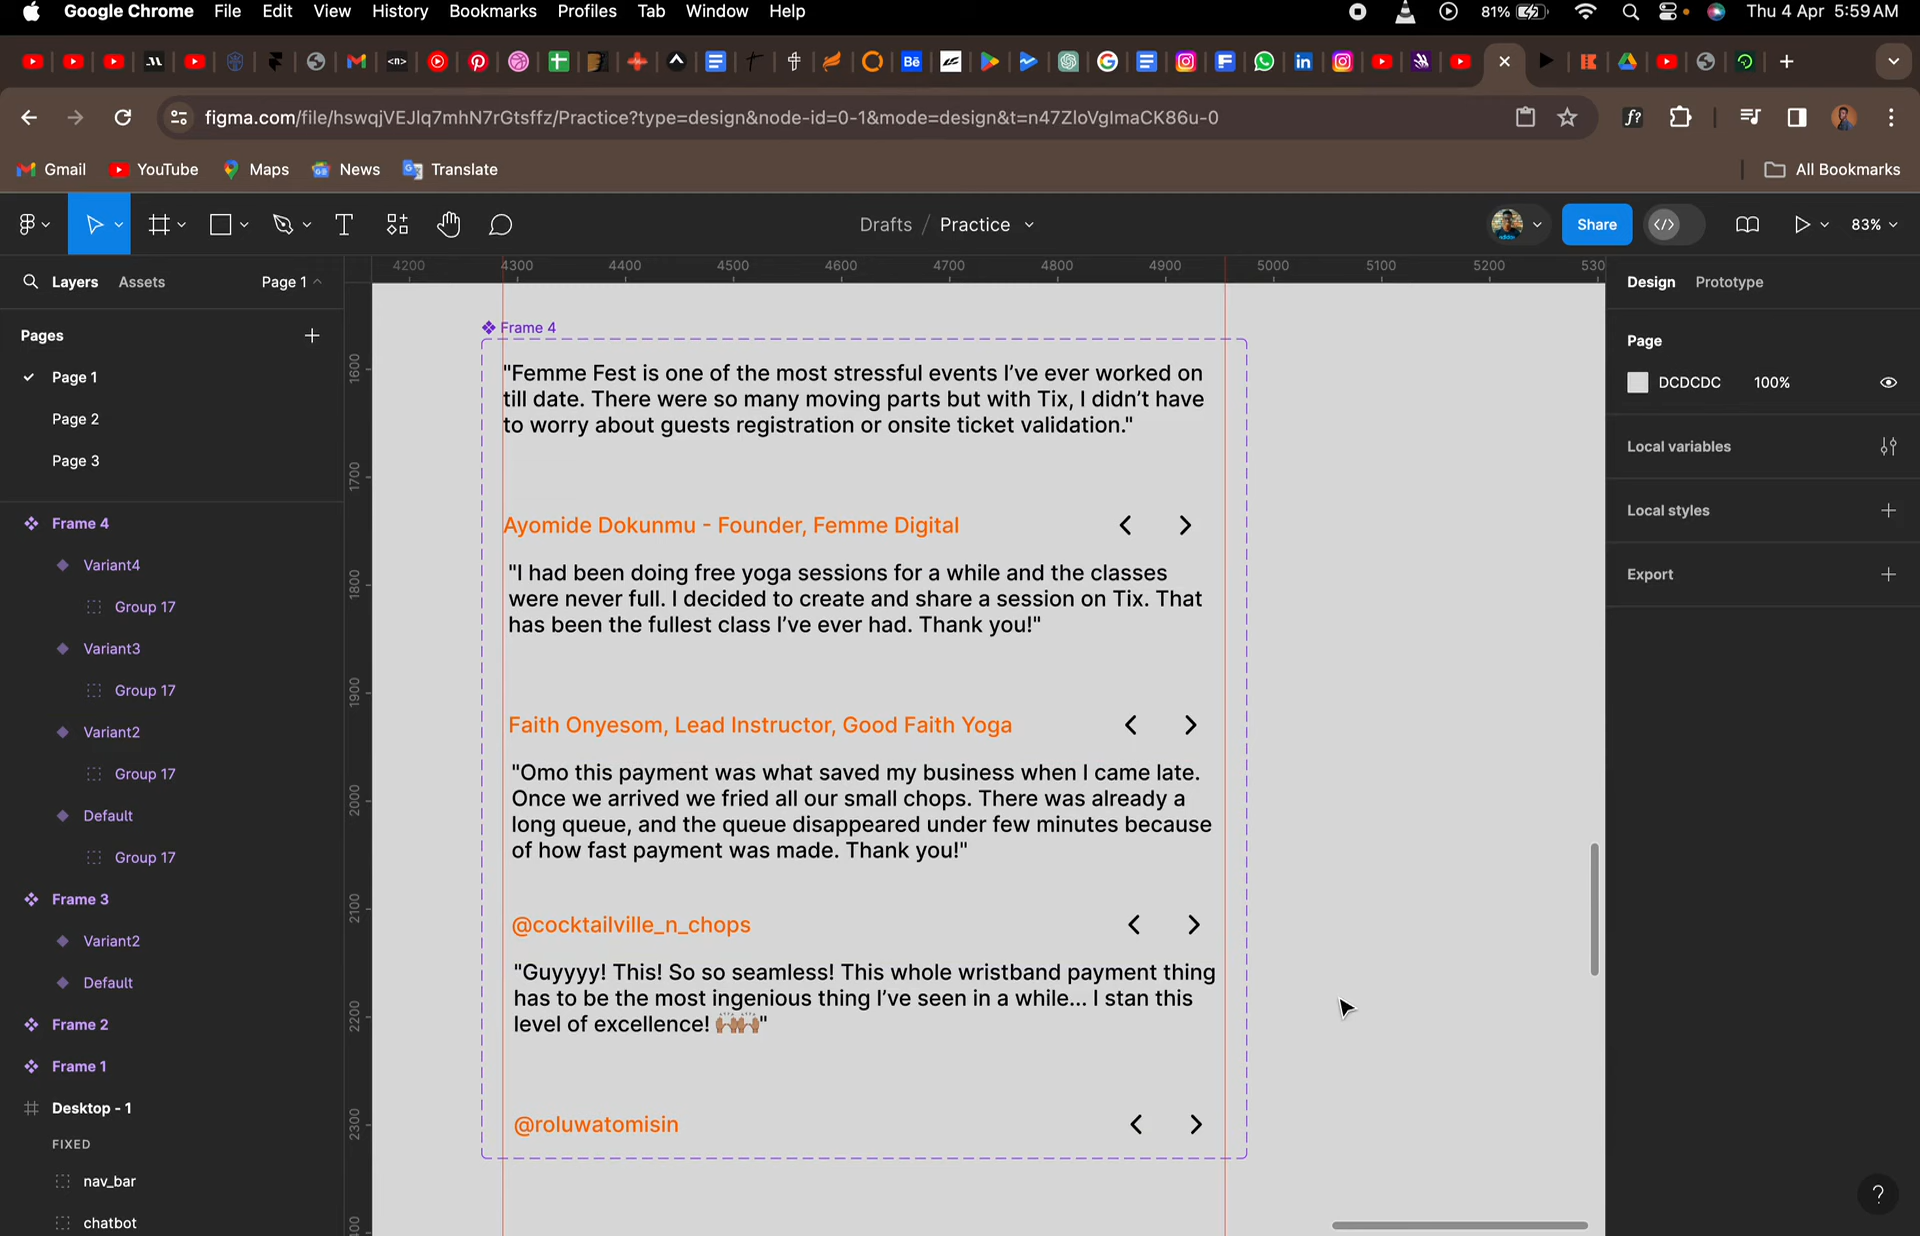 Google Chrome File Edit View History Bookmarks Profiles Tab Window Help 81% Thu 4 Apr 5:59 AM
figma.com/file/hswqjVEJlq7mhN7rGtsffz/Practice?type=design&node-id=0-1&mode=design&t=n47ZloVglmaCK86u-0
Gmail YouTube Maps News Translate All Bookmarks
Drafts / Practice Share 83%
Layers Assets Page 1
4200 4300 4400 4500 4600 4700 4800 4900 5000 5100 5200 530
Design Prototype
Pages
Page 1
Page 2
Page 3
Frame 4
Variant4
Group 17
Variant3
Group 17
Variant2
Group 17
Default
Group 17
Frame 3
Variant2
Default
Frame 2
Frame 1
Desktop - 1
FIXED
nav_bar
chatbot
1600
1700
1800
1900
2000
2100
2200
2300
00
Frame 4
"Femme Fest is one of the most stressful events I've ever worked on
till date. There were so many moving parts but with Tix, I didn't have
to worry about guests registration or onsite ticket validation."
Ayomide Dokunmu - Founder, Femme Digital
"I had been doing free yoga sessions for a while and the classes
were never full. I decided to create and share a session on Tix. That
has been the fullest class I've ever had. Thank you!"
Faith Onyesom, Lead Instructor, Good Faith Yoga
"Omo this payment was what saved my business when I came late.
Once we arrived we fried all our small chops. There was already a
long queue, and the queue disappeared under few minutes because
of how fast payment was made. Thank you!"
@cocktailville_n_chops
"Guyyyy! This! So so seamless! This whole wristband payment thing
has to be the most ingenious thing I've seen in a while... I stan this
level of excellence! 🙌🏽🙌🏽"
@roluwatomisin
Page
DCDCDC 100%
Local variables
Local styles
Export
?